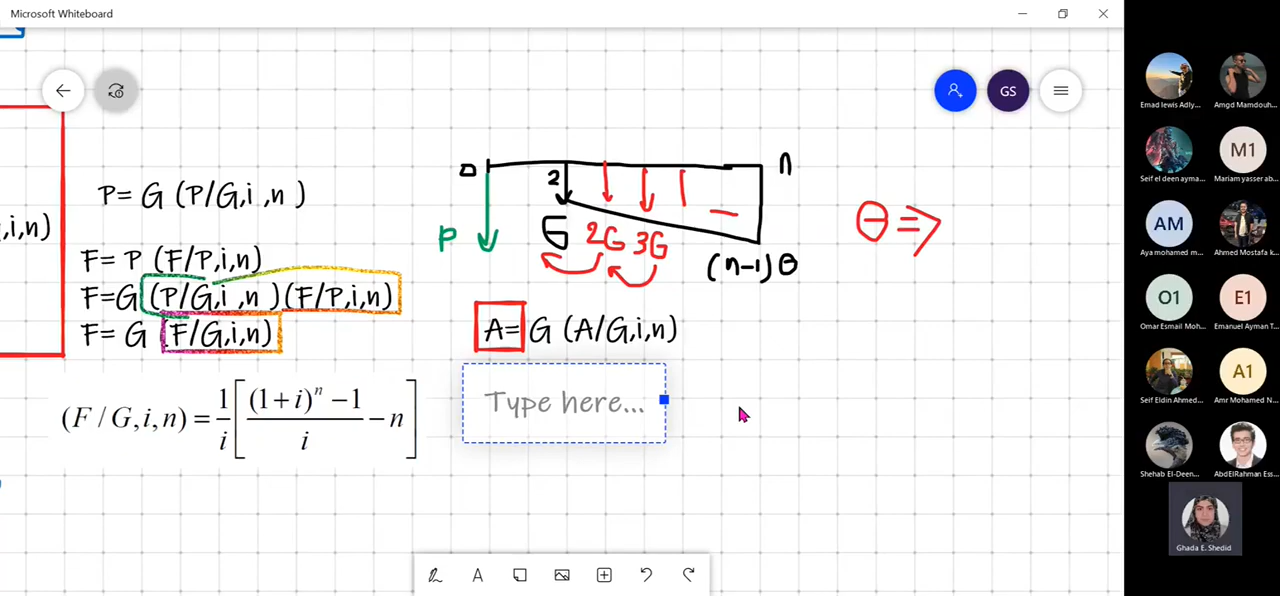 Microsoft Whiteboard
GS
,i,n)
P= G (P/G,i ,n )
F= P (F/P,i,n)
F=G (P/G,i ,n )(F/P,i,n)
F= G (F/G,i,n)
(F / G, i, n) = 1/i [ ((1 + i)^n − 1)/i − n ]
0
n
2
P
G 2G 3G
(n-1) G
A= G (A/G,i,n)
Type here...
G ⇒
Emad lewis Adly...
Amgd Mamdouh...
M1
Seif el deen ayma...
Mariam yasser ab...
AM
Aya mohamed m...
Ahmed Mostafa k...
O1
E1
Omar Esmail Moh...
Emanuel Ayman T...
A1
Seif Eldin Ahmed...
Amr Mohamed N...
Shehab El-Deen...
AbdElRahman Ess...
Ghada E. Shedid